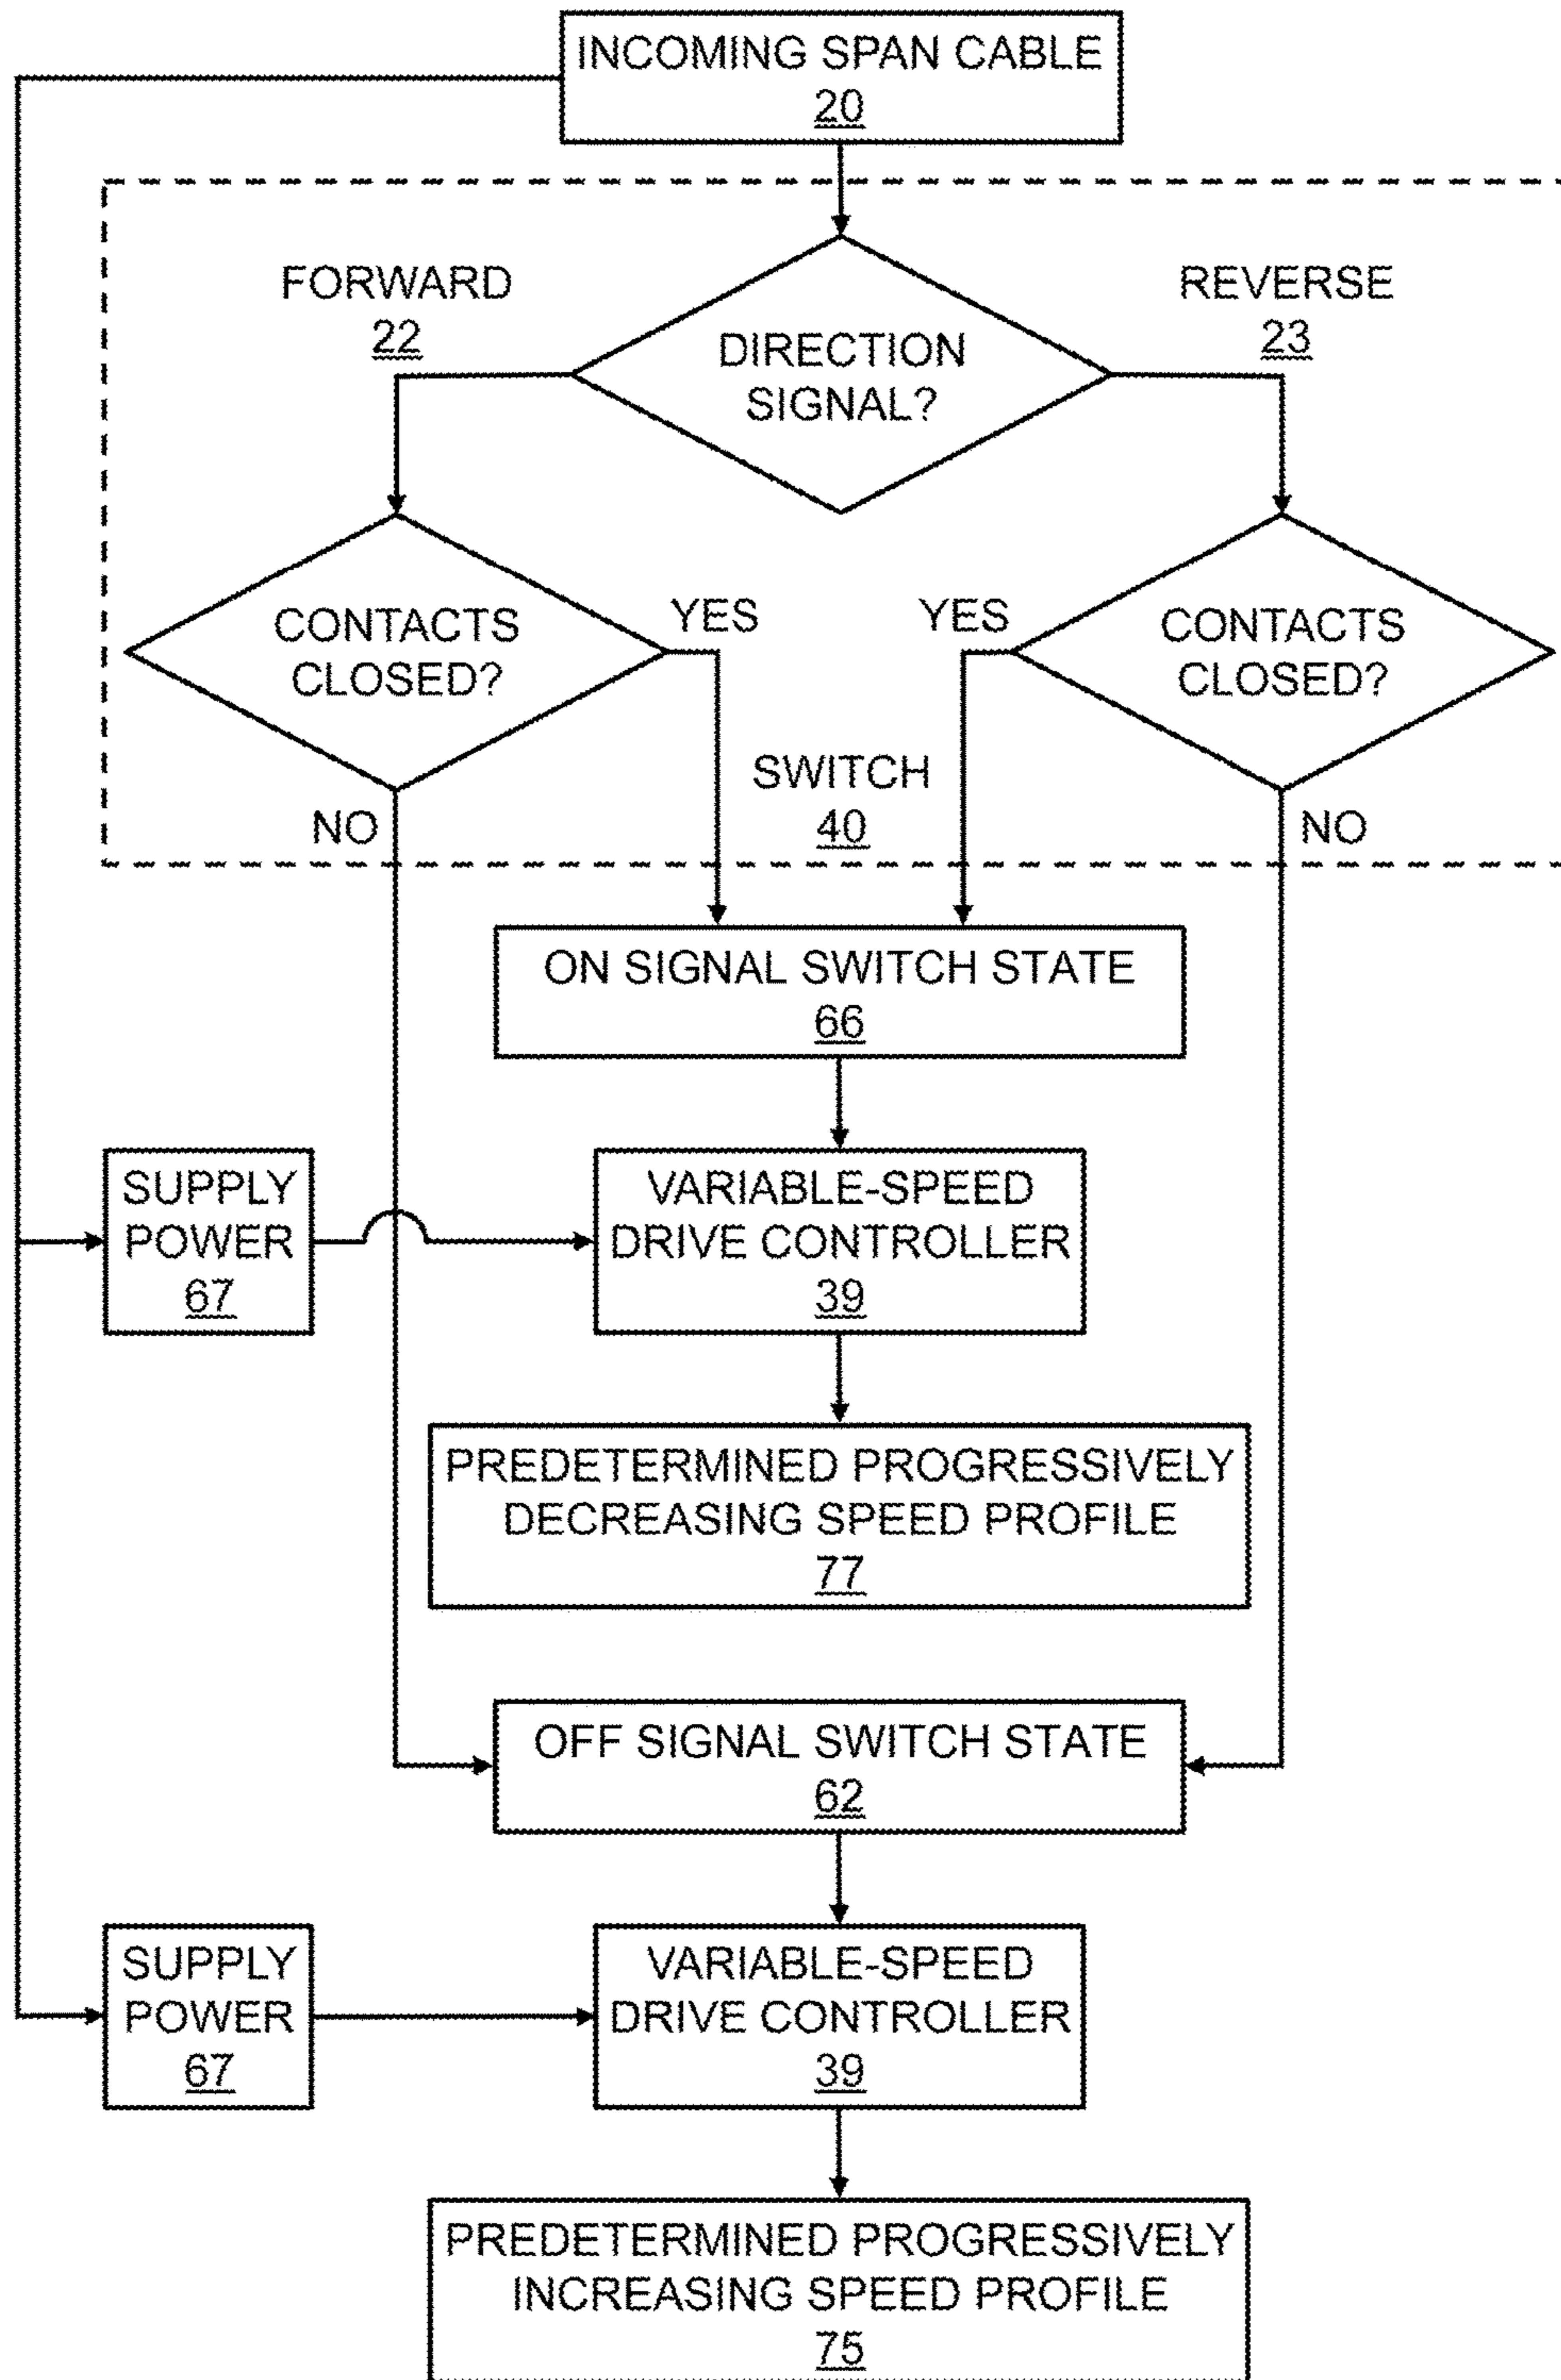 INCOMING SPAN CABLE
20
FORWARD
22
REVERSE
23
DIRECTION
SIGNAL?
CONTACTS
CLOSED?
YES
YES
CONTACTS
CLOSED?
SWITCH
40
NO
NO
ON SIGNAL SWITCH STATE
66
SUPPLY
POWER
67
VARIABLE-SPEED
DRIVE CONTROLLER
39
PREDETERMINED PROGRESSIVELY
DECREASING SPEED PROFILE
77
OFF SIGNAL SWITCH STATE
62
SUPPLY
POWER
67
VARIABLE-SPEED
DRIVE CONTROLLER
39
PREDETERMINED PROGRESSIVELY
INCREASING SPEED PROFILE
75